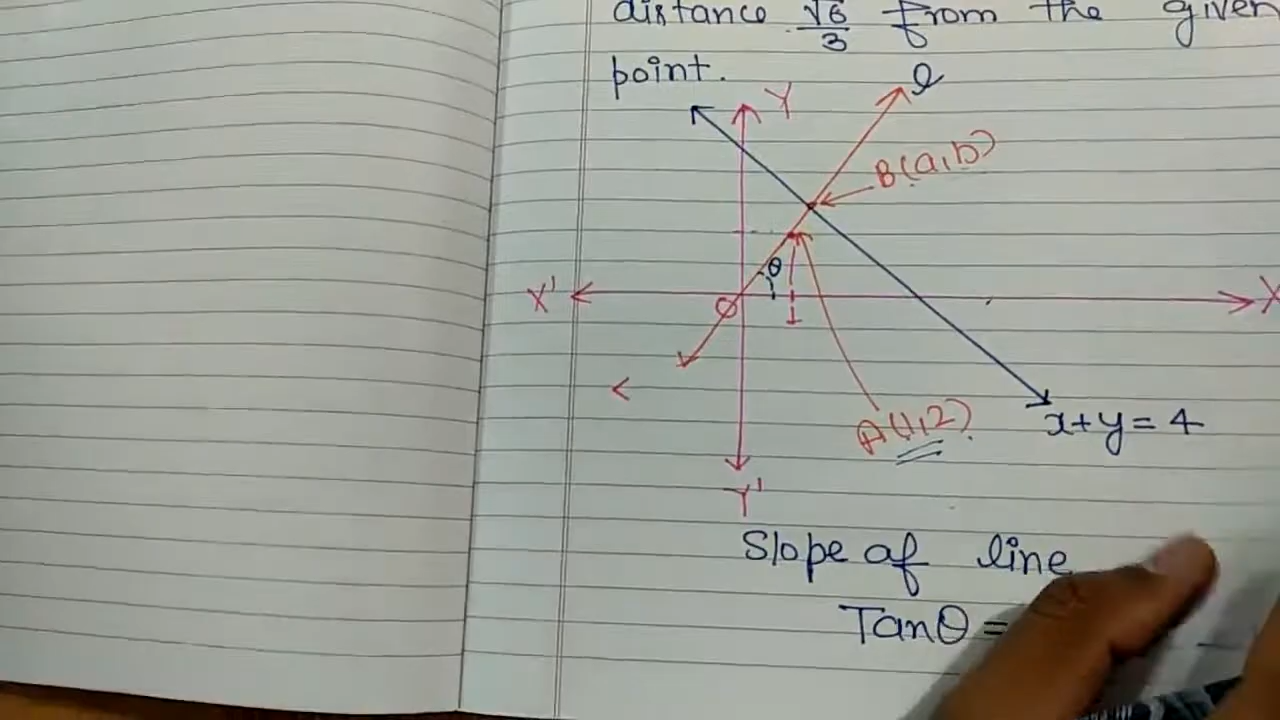 distance √6/3 from the given
point.
l
Y
B(a,b)
θ
X'
X
O
1
A(1,2)
x+y=4
Y'
Slope of line
Tanθ =